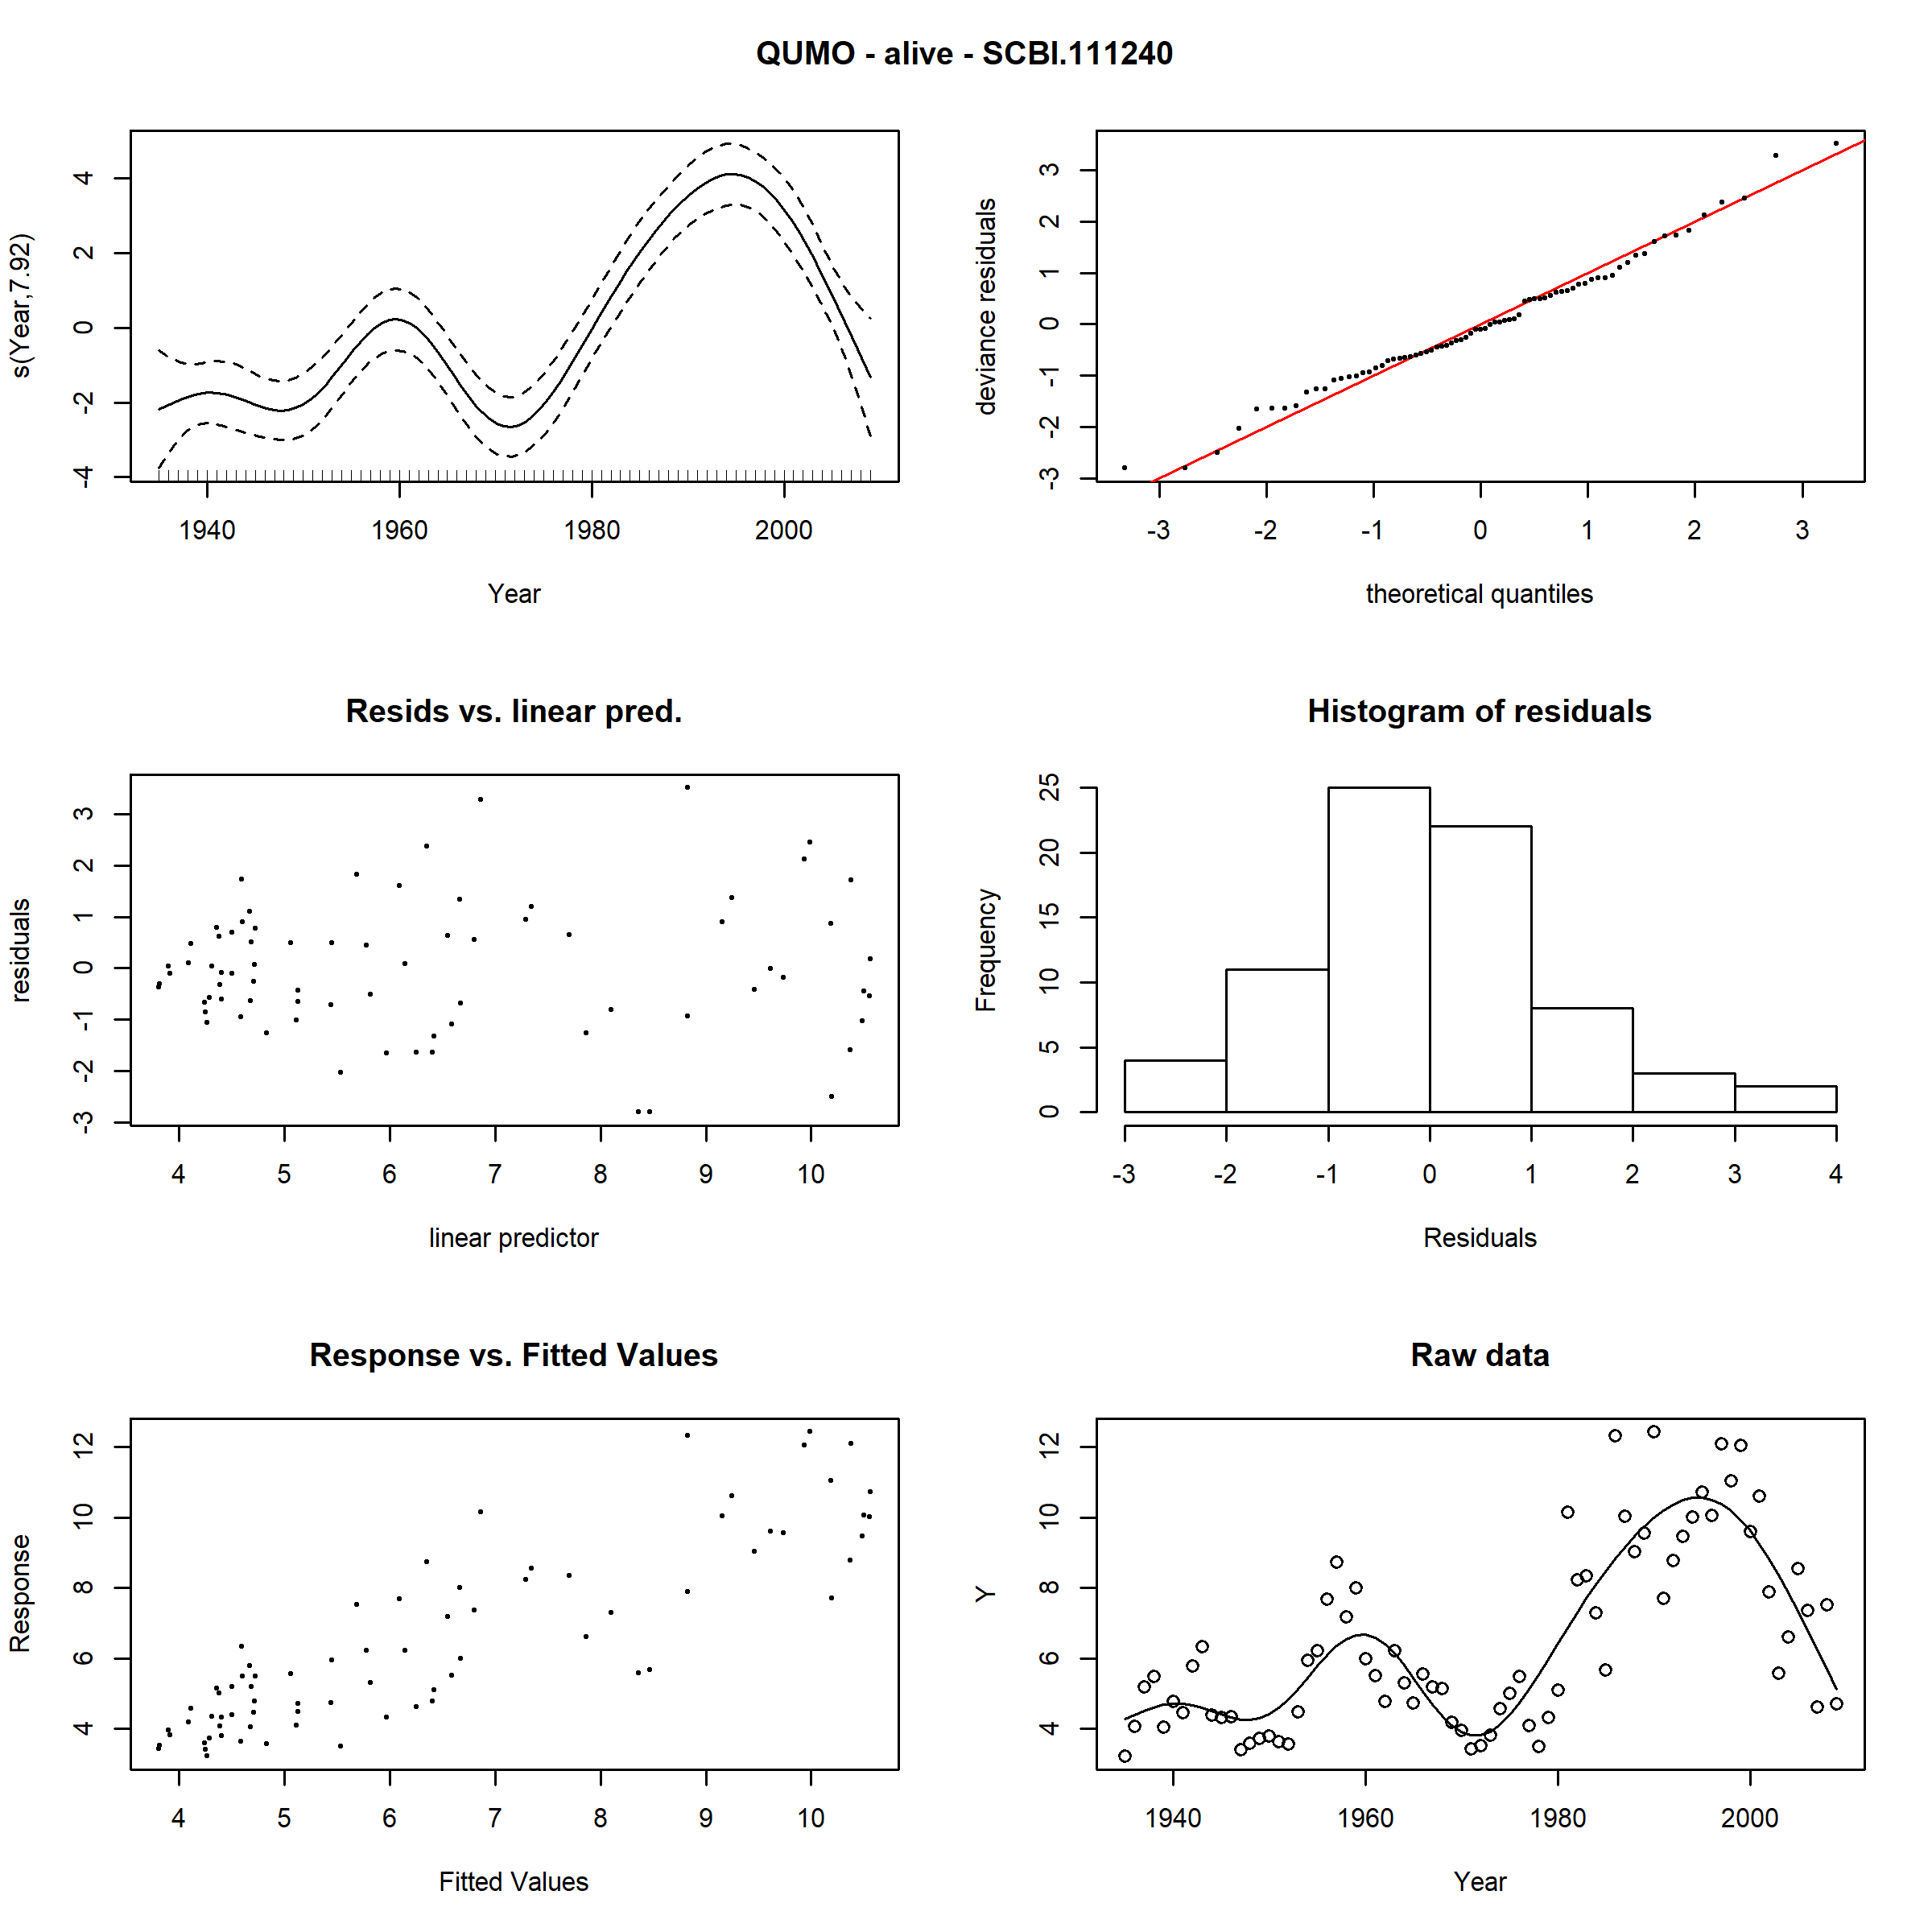 QUMO - alive - SCBI.111240
s(Year,7.92)
4
2
0
-2
-4
1940 1960 1980 2000
Year
deviance residuals
3
2
1
0
-1
-2
-3
-3 -2 -1 0 1 2 3
theoretical quantiles
Resids vs. linear pred.
residuals
3
2
1
0
-1
-2
-3
4 5 6 7 8 9 10
linear predictor
Histogram of residuals
Frequency
25
20
15
10
5
0
-3 -2 -1 0 1 2 3 4
Residuals
Response vs. Fitted Values
Response
12
10
8
6
4
4 5 6 7 8 9 10
Fitted Values
Raw data
Y
12
10
8
6
4
1940 1960 1980 2000
Year